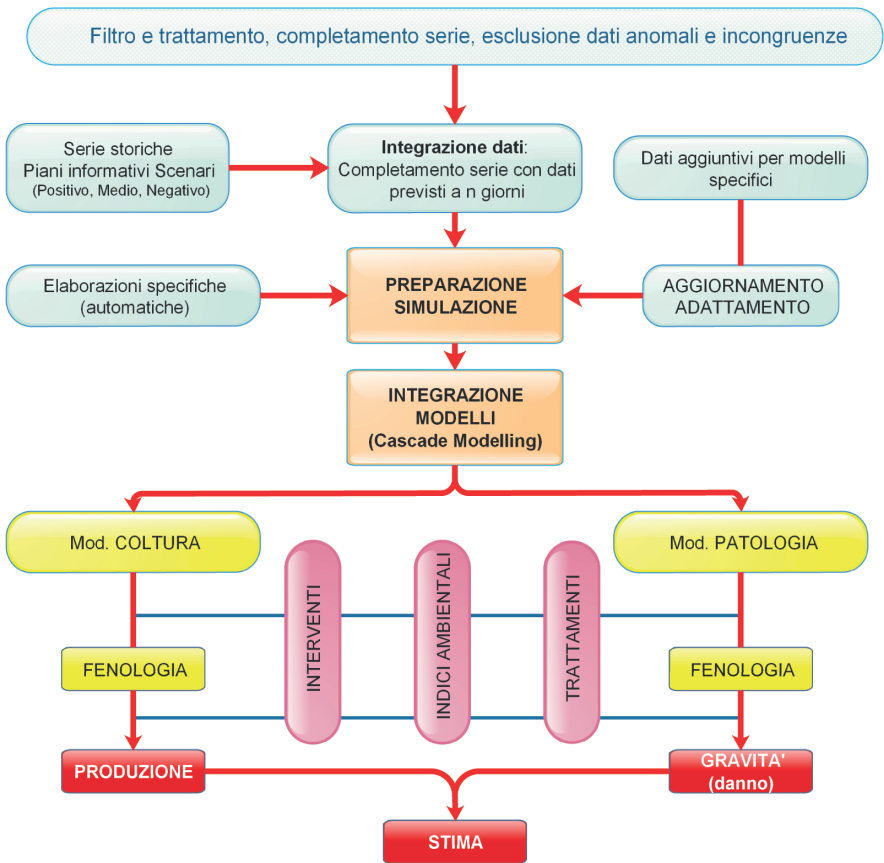 Filtro e trattamento, completamento serie, esclusione dati anomali e incongruenze
Serie storiche
Piani informativi Scenari
(Positivo, Medio, Negativo)
Integrazione dati:
Completamento serie con dati
previsti a n giorni
Dati aggiuntivi per modelli
specifici
Elaborazioni specifiche
(automatiche)
PREPARAZIONE
SIMULAZIONE
AGGIORNAMENTO
ADATTAMENTO
INTEGRAZIONE
MODELLI
(Cascade Modelling)
Mod. COLTURA
Mod. PATOLOGIA
INTERVENTI
INDICI AMBIENTALI
TRATTAMENTI
FENOLOGIA
FENOLOGIA
PRODUZIONE
GRAVITA'
(danno)
STIMA